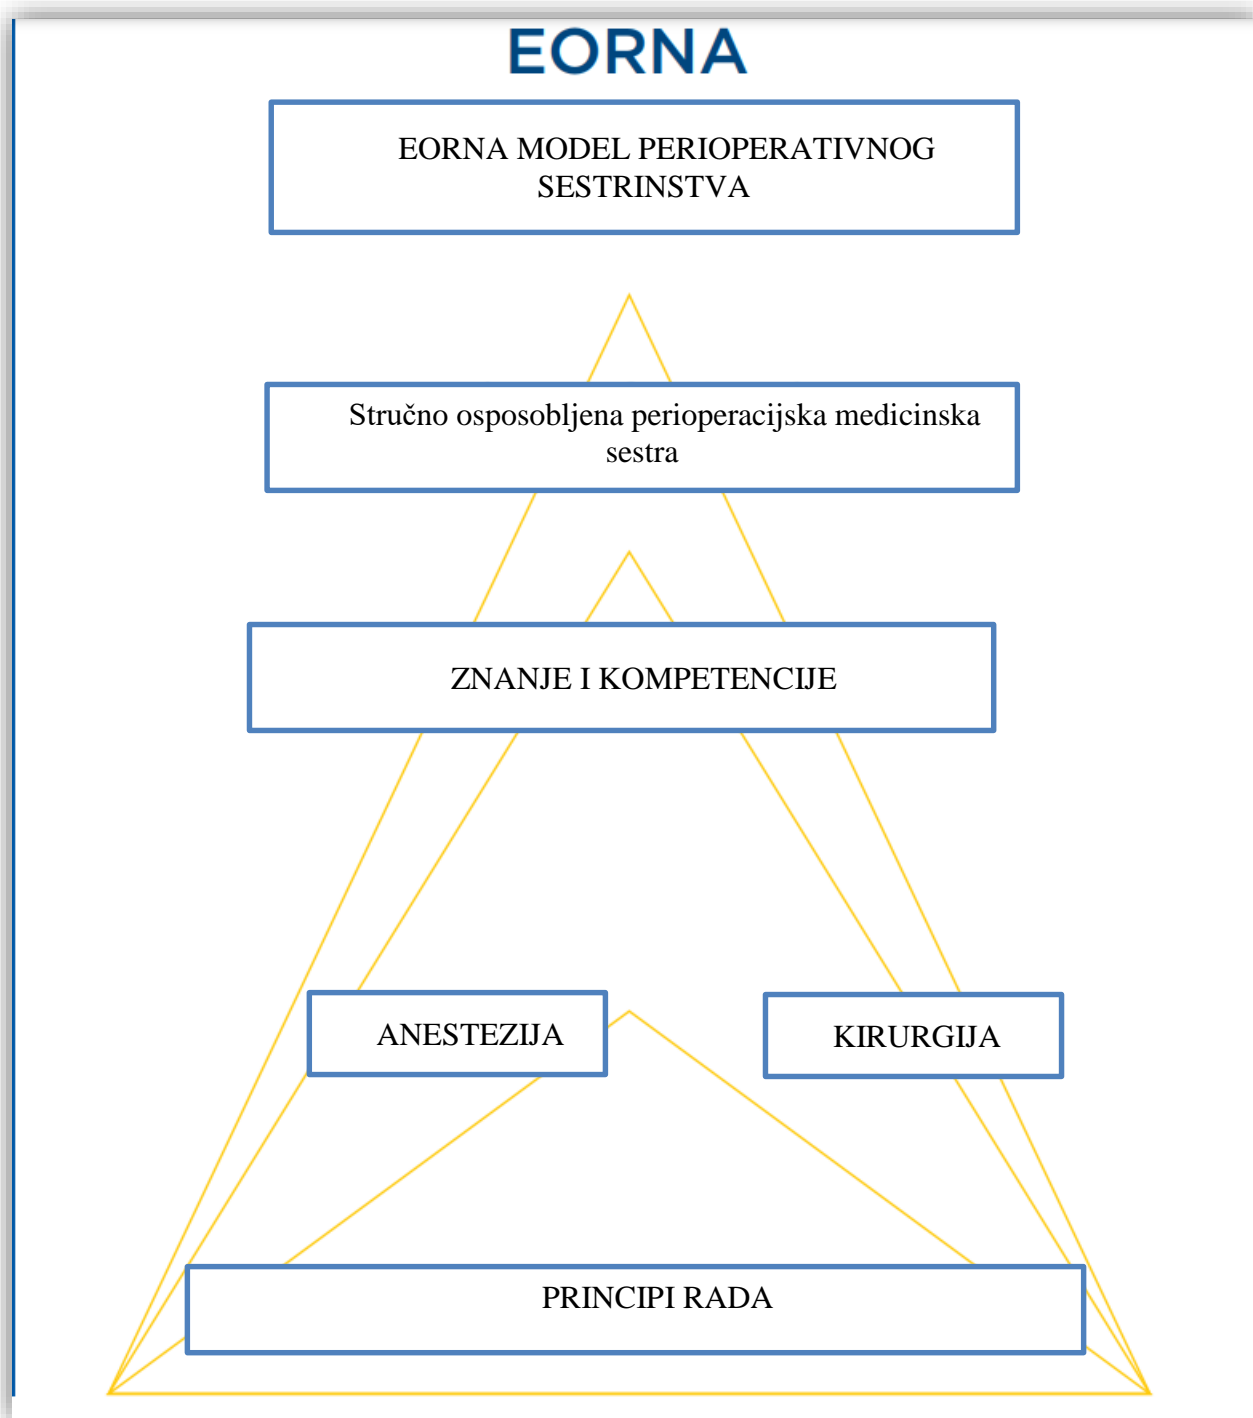 EORNA
EORNA MODEL PERIOPERATIVNOG
SESTRINSTVA
Stručno osposobljena perioperacijska medicinska
sestra
ZNANJE I KOMPETENCIJE
ANESTEZIJA
KIRURGIJA
PRINCIPI RADA